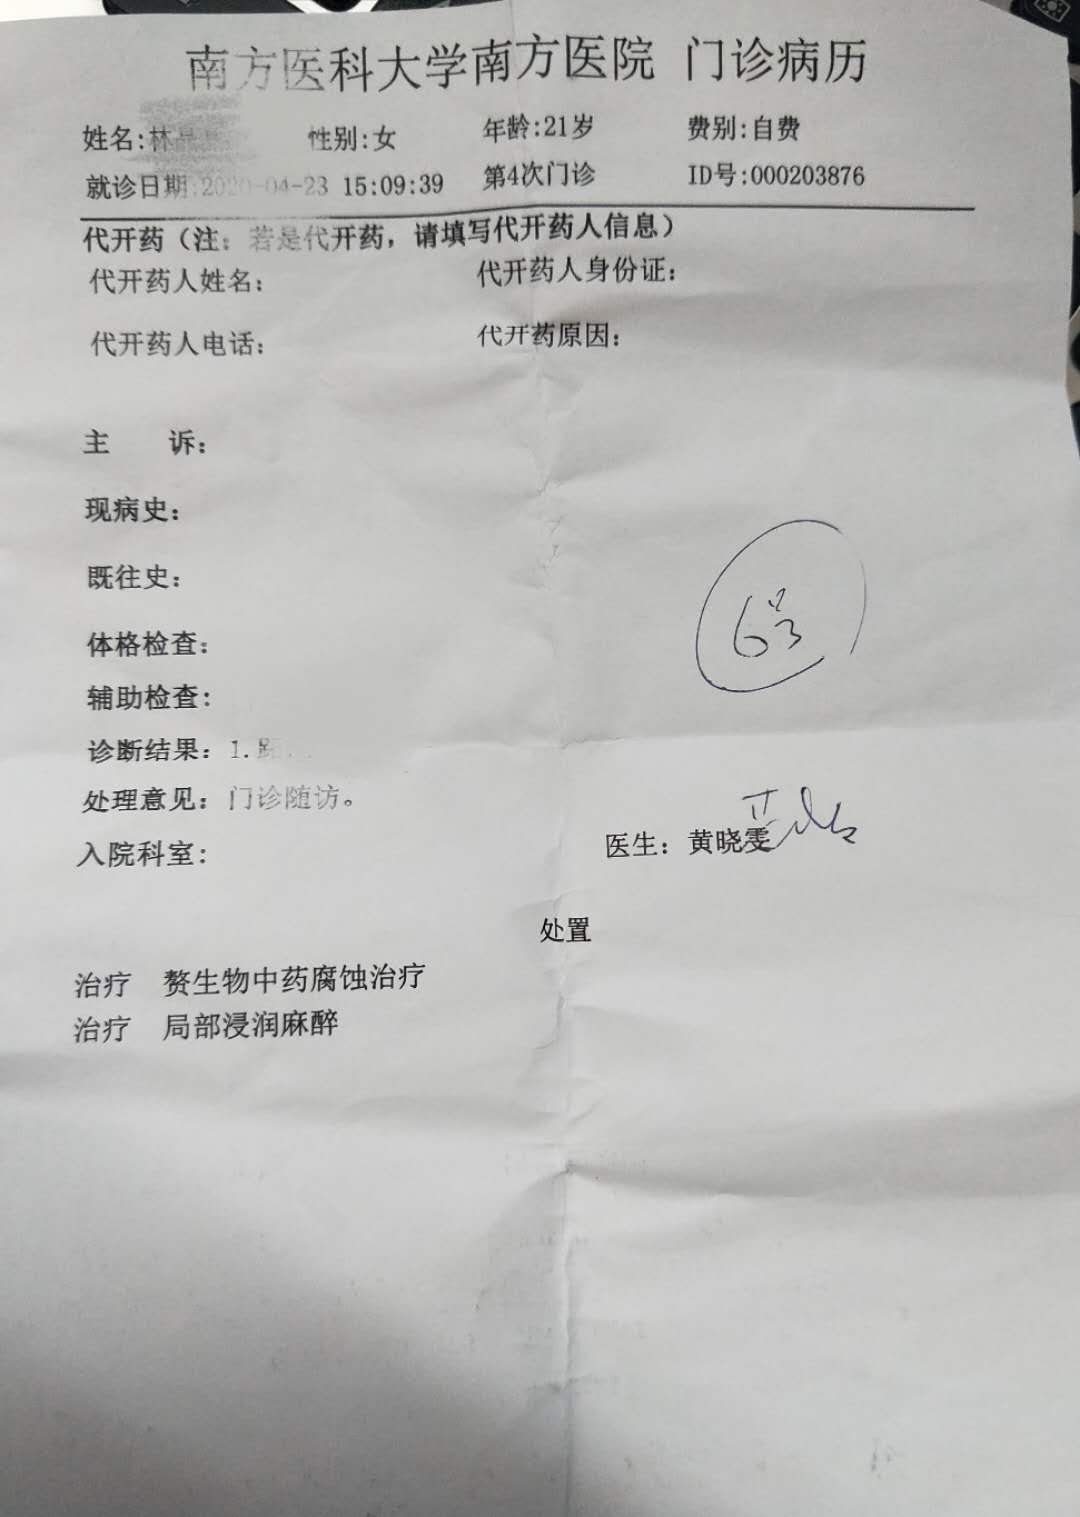 南方医科大学南方医院 门诊病历
姓名:林 性别:女 年龄:21岁 费别:自费
就诊日期:2020-04-23 15:09:39 第4次门诊 ID号:000203876
代开药（注：若是代开药，请填写代开药人信息）
代开药人姓名： 代开药人身份证：
代开药人电话： 代开药原因：
主 诉：
现病史：
既往史：
体格检查：
辅助检查：
诊断结果：1.
处理意见：门诊随访。
入院科室：
医生：黄晓雯
处置
治疗 赘生物中药腐蚀治疗
治疗 局部浸润麻醉